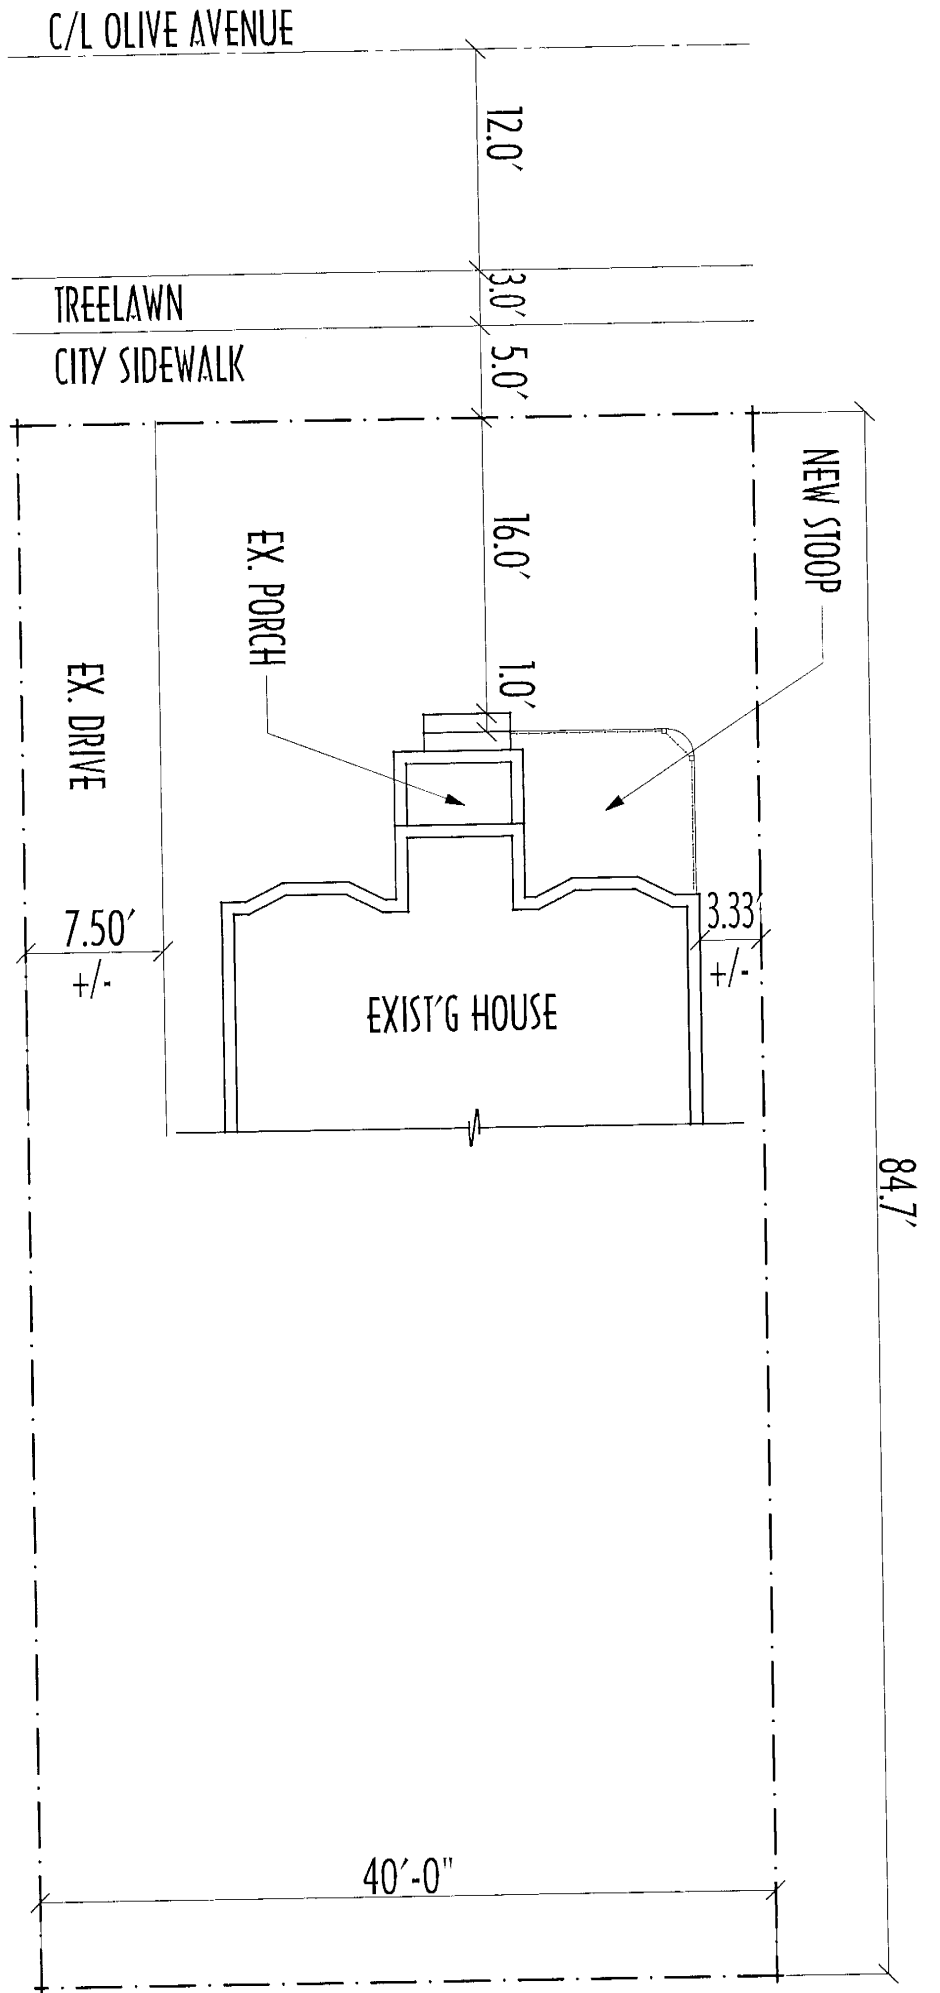 C/L OLIVE AVENUE
12.0'
3.0'
TREELAWN
5.0'
CITY SIDEWALK
NEW STOOP
16.0'
EX. PORCH
1.0'
EX. DRIVE
7.50'
+/-
3.33'
+/-
EXIST'G HOUSE
84.7'
40'-0"